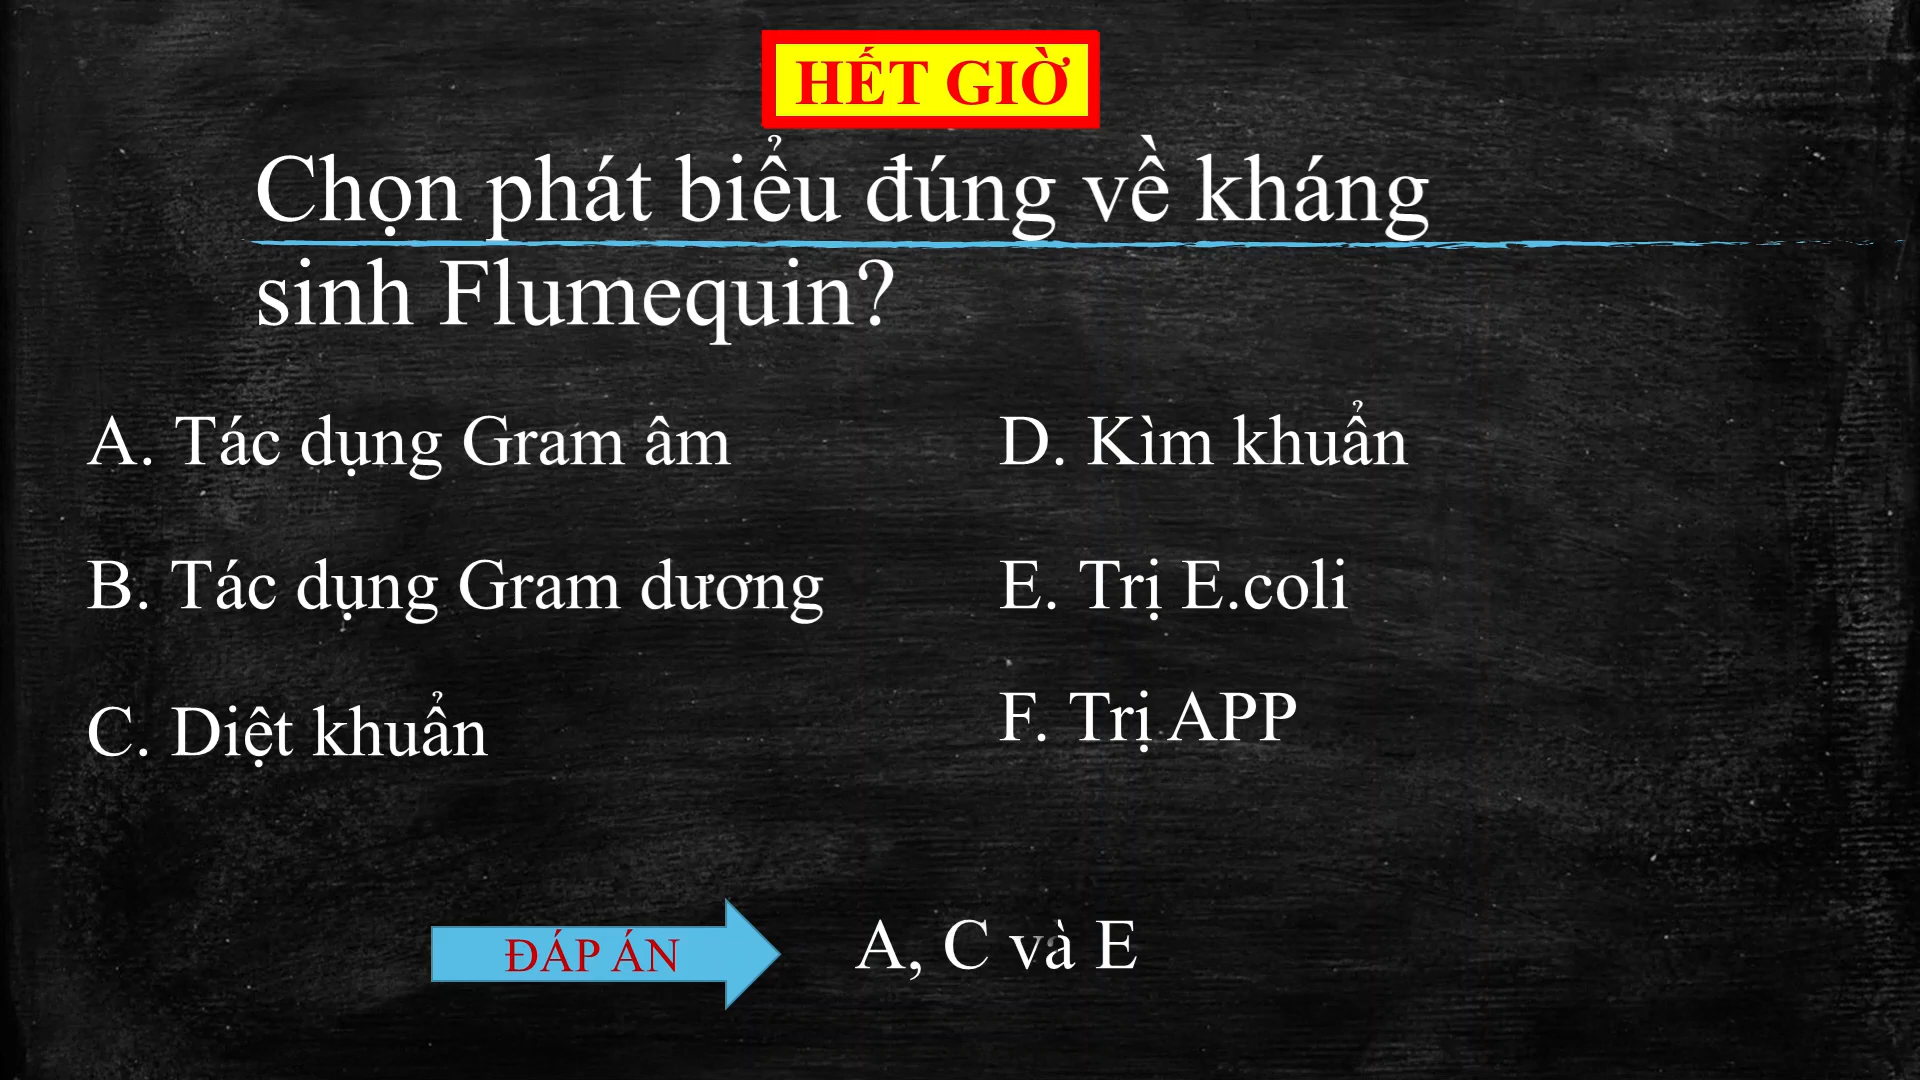 HẾT GIỜ
Chọn phát biểu đúng về kháng
sinh Flumequin?
A. Tác dụng Gram âm
B. Tác dụng Gram dương
C. Diệt khuẩn
D. Kìm khuẩn
E. Trị E.coli
F. Trị APP
ĐÁP ÁN
A, C và E